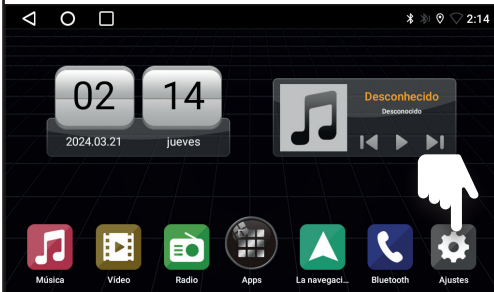 2:14
02 14
2024.03.21 jueves
Desconhecido
Desconocido
Música Vídeo Radio Apps La navegaci... Bluetooth Ajustes